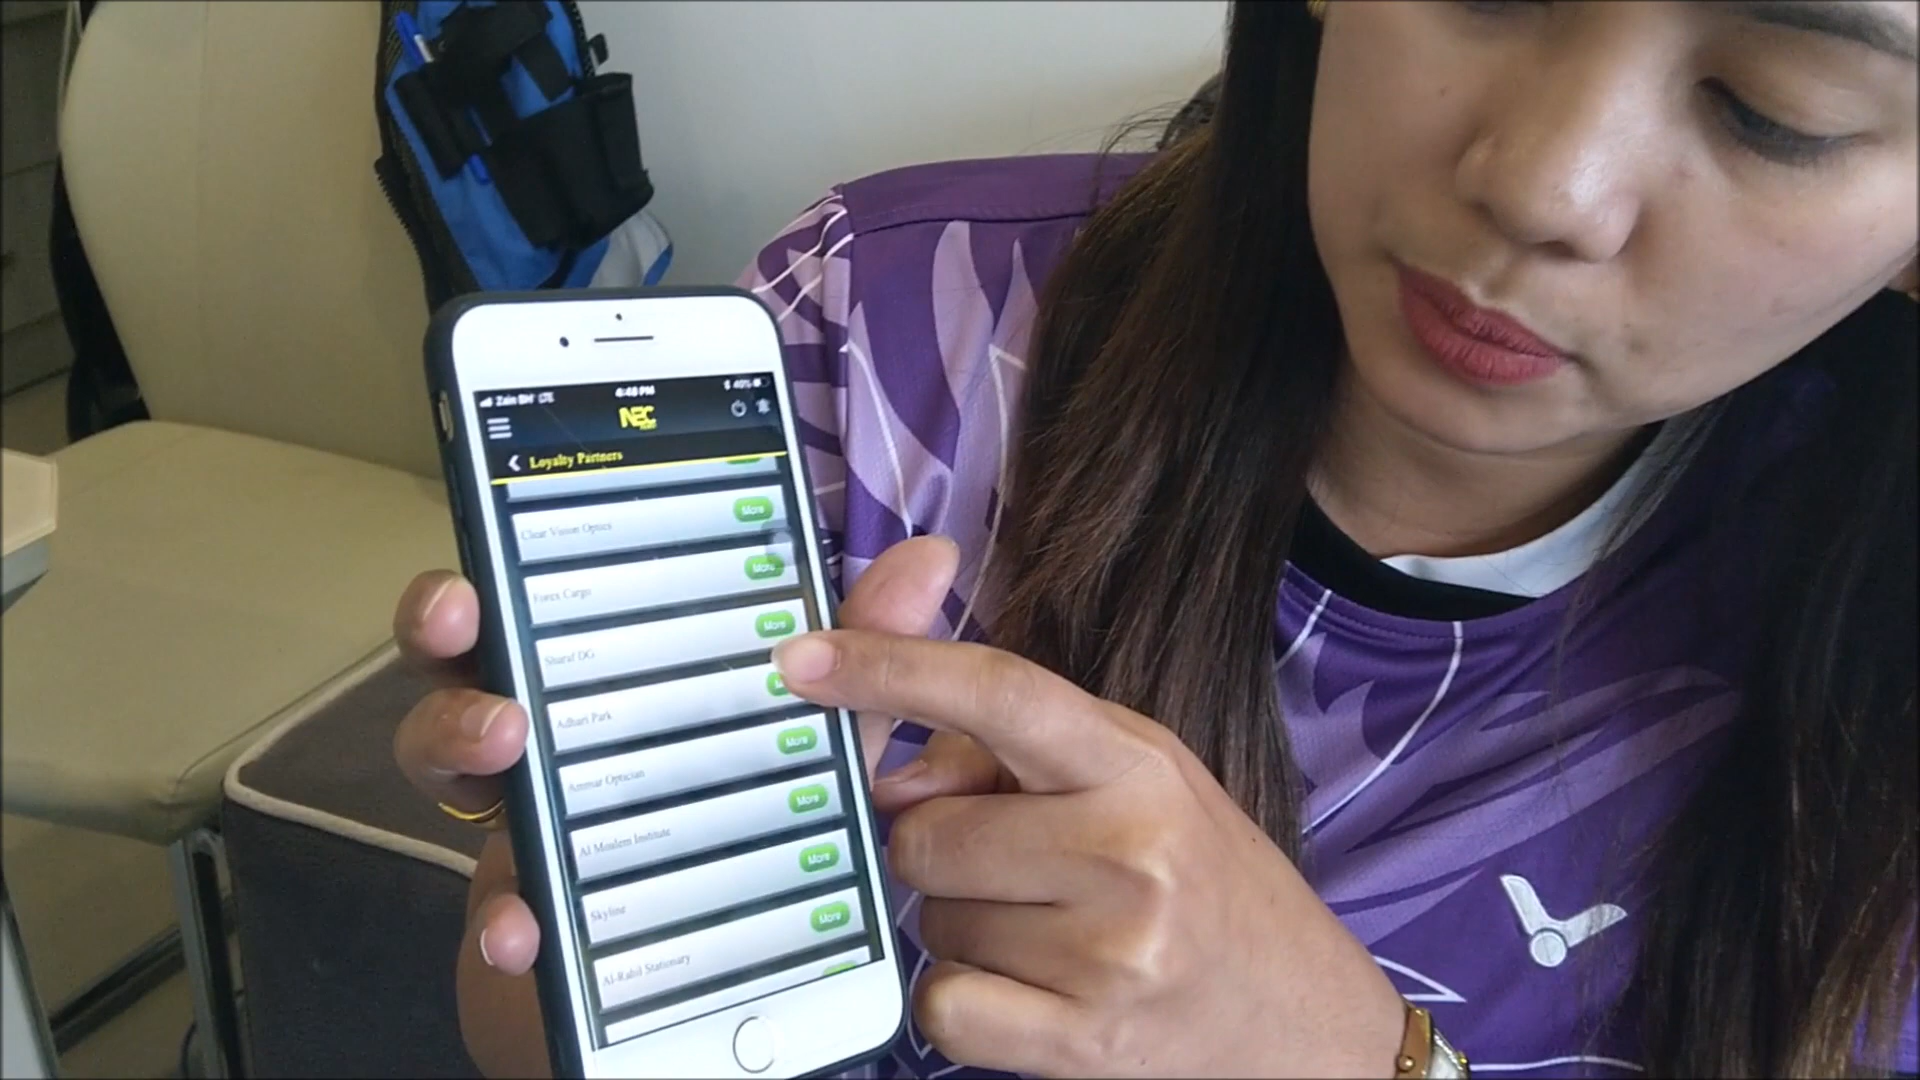 Zain BH LTE 4:48 PM 40%
NEC
Loyalty Partners
Clear Vision Optics More
Forex Cargo More
Sharaf DG More
Adhari Park
Ammar Optician More
Al Moalem Institute More
Skyline More
Al-Rabil Stationary More